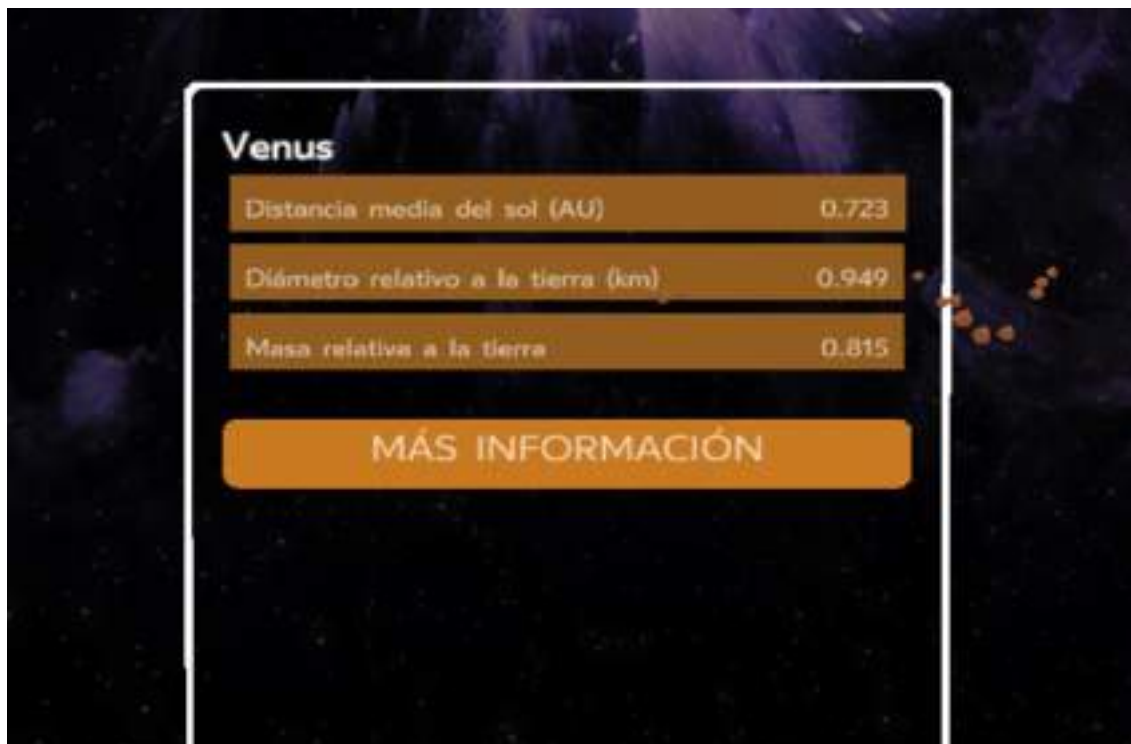 Venus
Distancia media del sol (AU) 0.723
Diámetro relativo a la tierra (km) 0.949
Masa relativa a la tierra 0.815
MÁS INFORMACIÓN